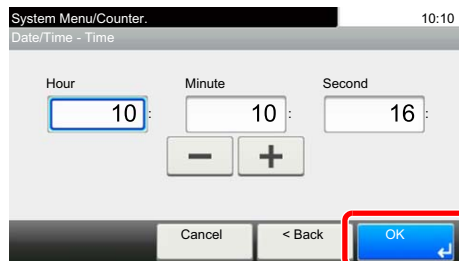 System Menu/Counter. 10:10
Date/Time - Time
Hour Minute Second
10 : 10 : 16 :
− +
Cancel < Back OK